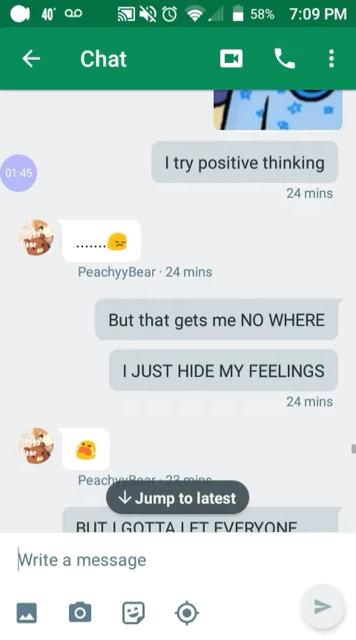 40°
58%
7:09 PM
Chat
I try positive thinking
24 mins
01:45
.......
PeachyyBear · 24 mins
But that gets me NO WHERE
I JUST HIDE MY FEELINGS
24 mins
PeachyyBear · 23 mins
Jump to latest
BUT I GOTTA LET EVERYONE
Write a message